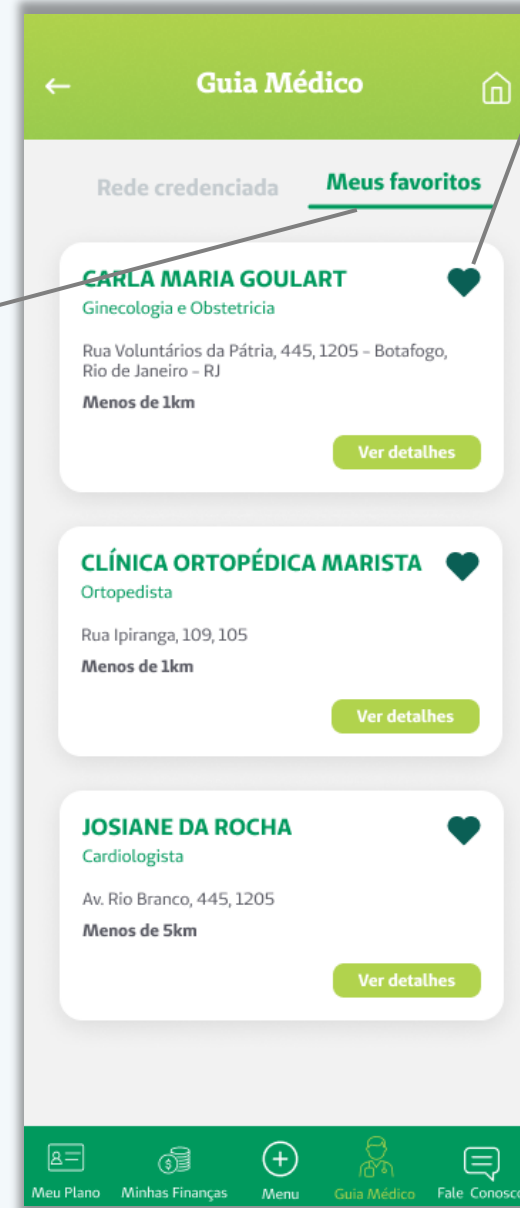 Guia Médico
Rede credenciada
Meus favoritos
CARLA MARIA GOULART
Ginecologia e Obstetricia
Rua Voluntários da Pátria, 445, 1205 – Botafogo,
Rio de Janeiro – RJ
Menos de 1km
Ver detalhes
CLÍNICA ORTOPÉDICA MARISTA
Ortopedista
Rua Ipiranga, 109, 105
Menos de 1km
Ver detalhes
JOSIANE DA ROCHA
Cardiologista
Av. Rio Branco, 445, 1205
Menos de 5km
Ver detalhes
Meu Plano
Minhas Finanças
Menu
Guia Médico
Fale Conosco